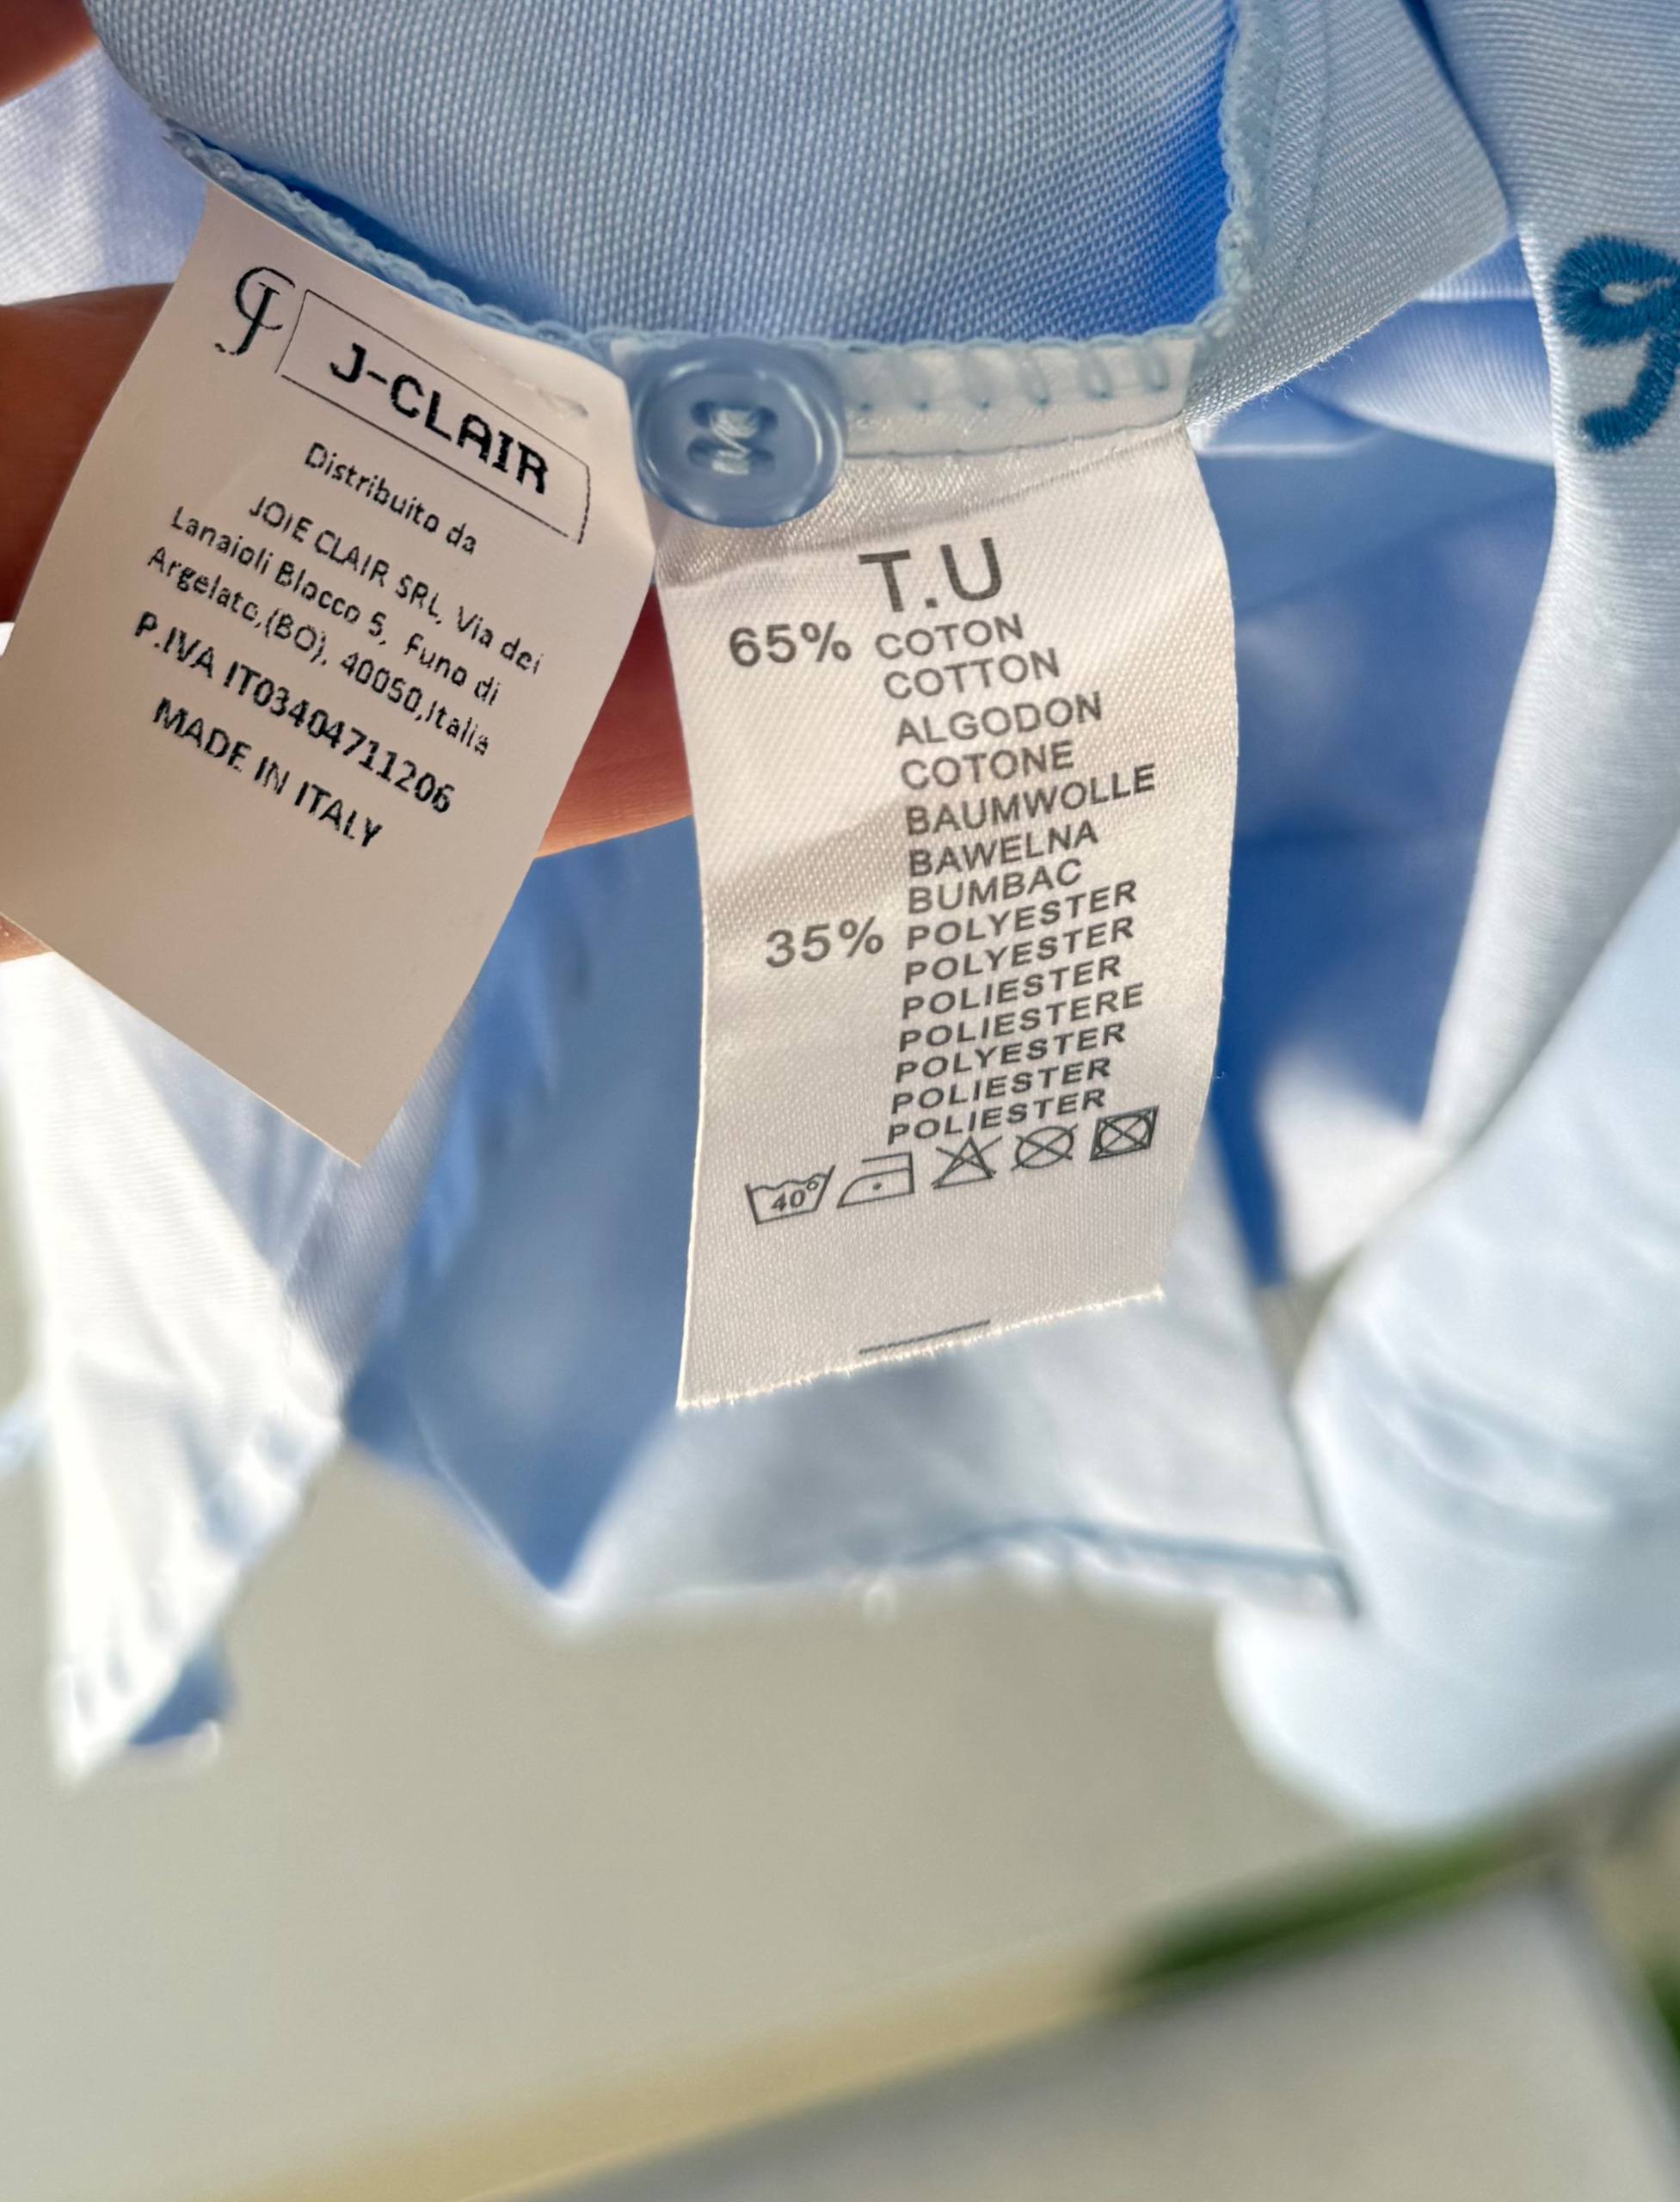 J-CLAIR
Distribuito da
JOIE CLAIR SRL, Via dei
Lanaioli Blocco 5, Funo di
Argelato,(BO), 40050,Italia
P.IVA IT03404711206
MADE IN ITALY
T.U
65% COTON
COTTON
ALGODON
COTONE
BAUMWOLLE
BAWELNA
BUMBAC
35% POLYESTER
POLYESTER
POLIESTER
POLIESTERE
POLYESTER
POLIESTER
POLIESTER
40°